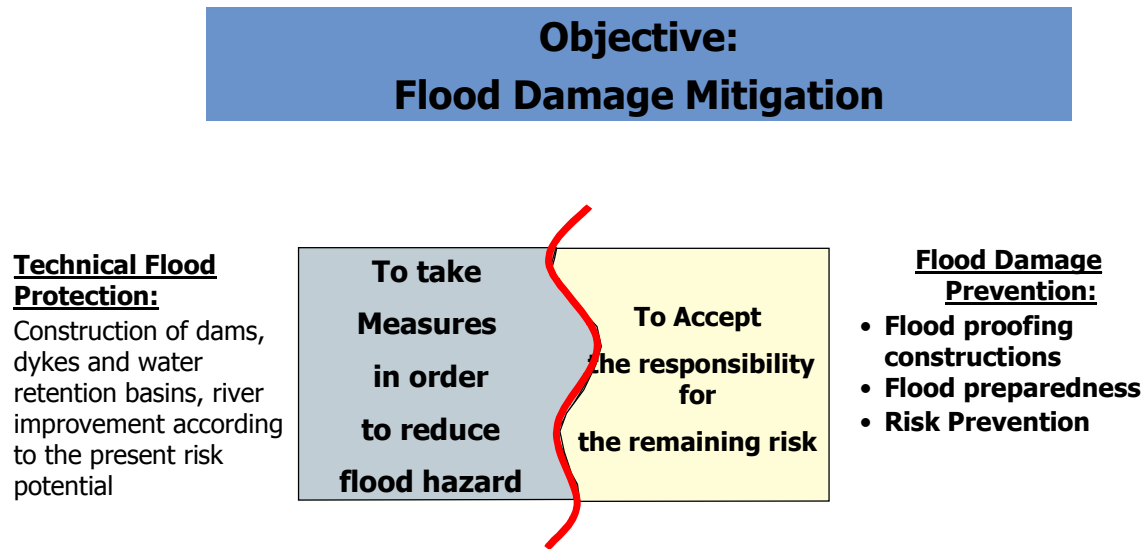 Objective:
Flood Damage Mitigation
Technical Flood
Protection:
Construction of dams,
dykes and water
retention basins, river
improvement according
to the present risk
potential
To take
Measures
in order
to reduce
flood hazard
To Accept
the responsibility
for
the remaining risk
Flood Damage
Prevention:
• Flood proofing
constructions
• Flood preparedness
• Risk Prevention